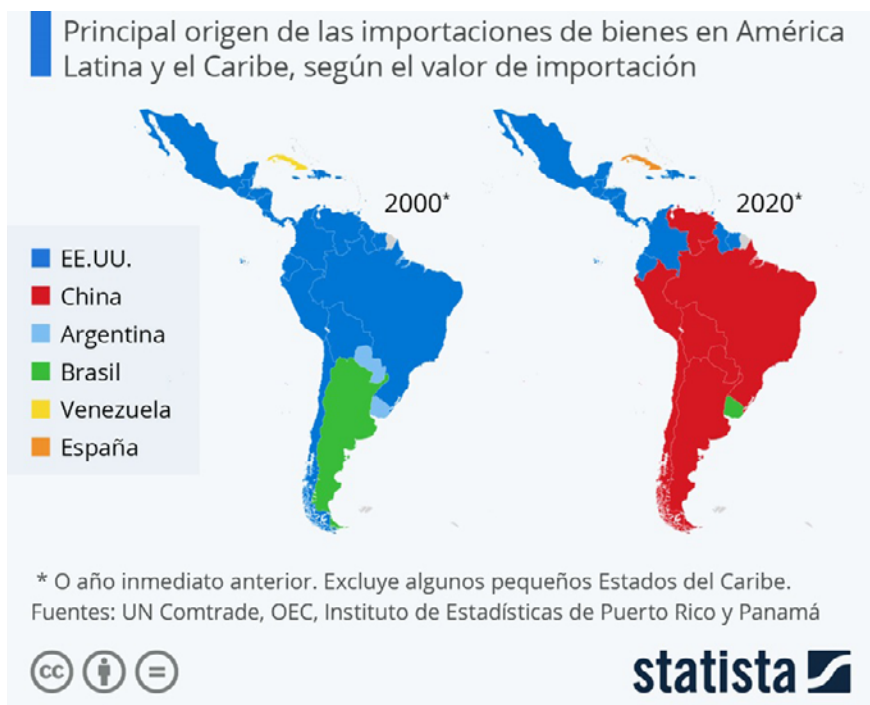 Principal origen de las importaciones de bienes en América
Latina y el Caribe, según el valor de importación
2000*
2020*
EE.UU.
China
Argentina
Brasil
Venezuela
España
* O año inmediato anterior. Excluye algunos pequeños Estados del Caribe.
Fuentes: UN Comtrade, OEC, Instituto de Estadísticas de Puerto Rico y Panamá
cc
statista